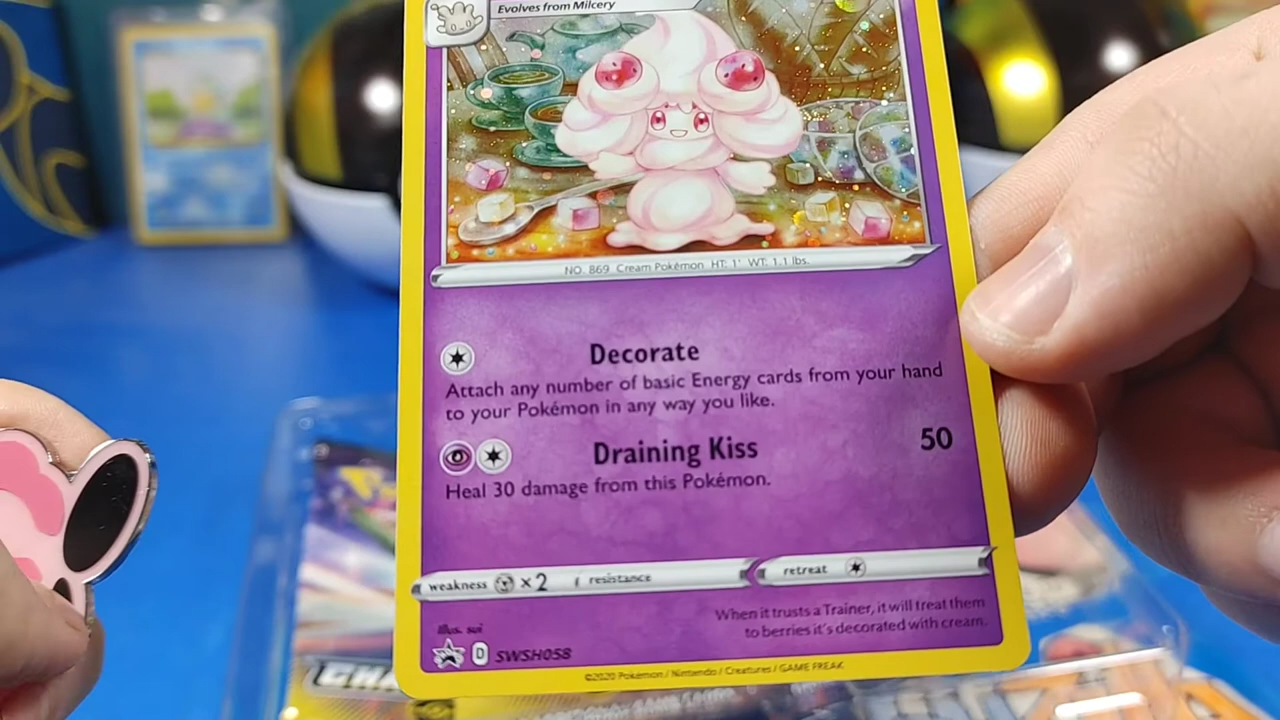 Evolves from Milcery
NO. 869 Cream Pokémon HT: 1' WT: 1.1 lbs.
Decorate
Attach any number of basic Energy cards from your hand
to your Pokémon in any way you like.
Draining Kiss 50
Heal 30 damage from this Pokémon.
weakness ×2 resistance retreat
When it trusts a Trainer, it will treat them
to berries it's decorated with cream.
Illus. sui
D SWSH058
©2020 Pokémon / Nintendo / Creatures / GAME FREAK